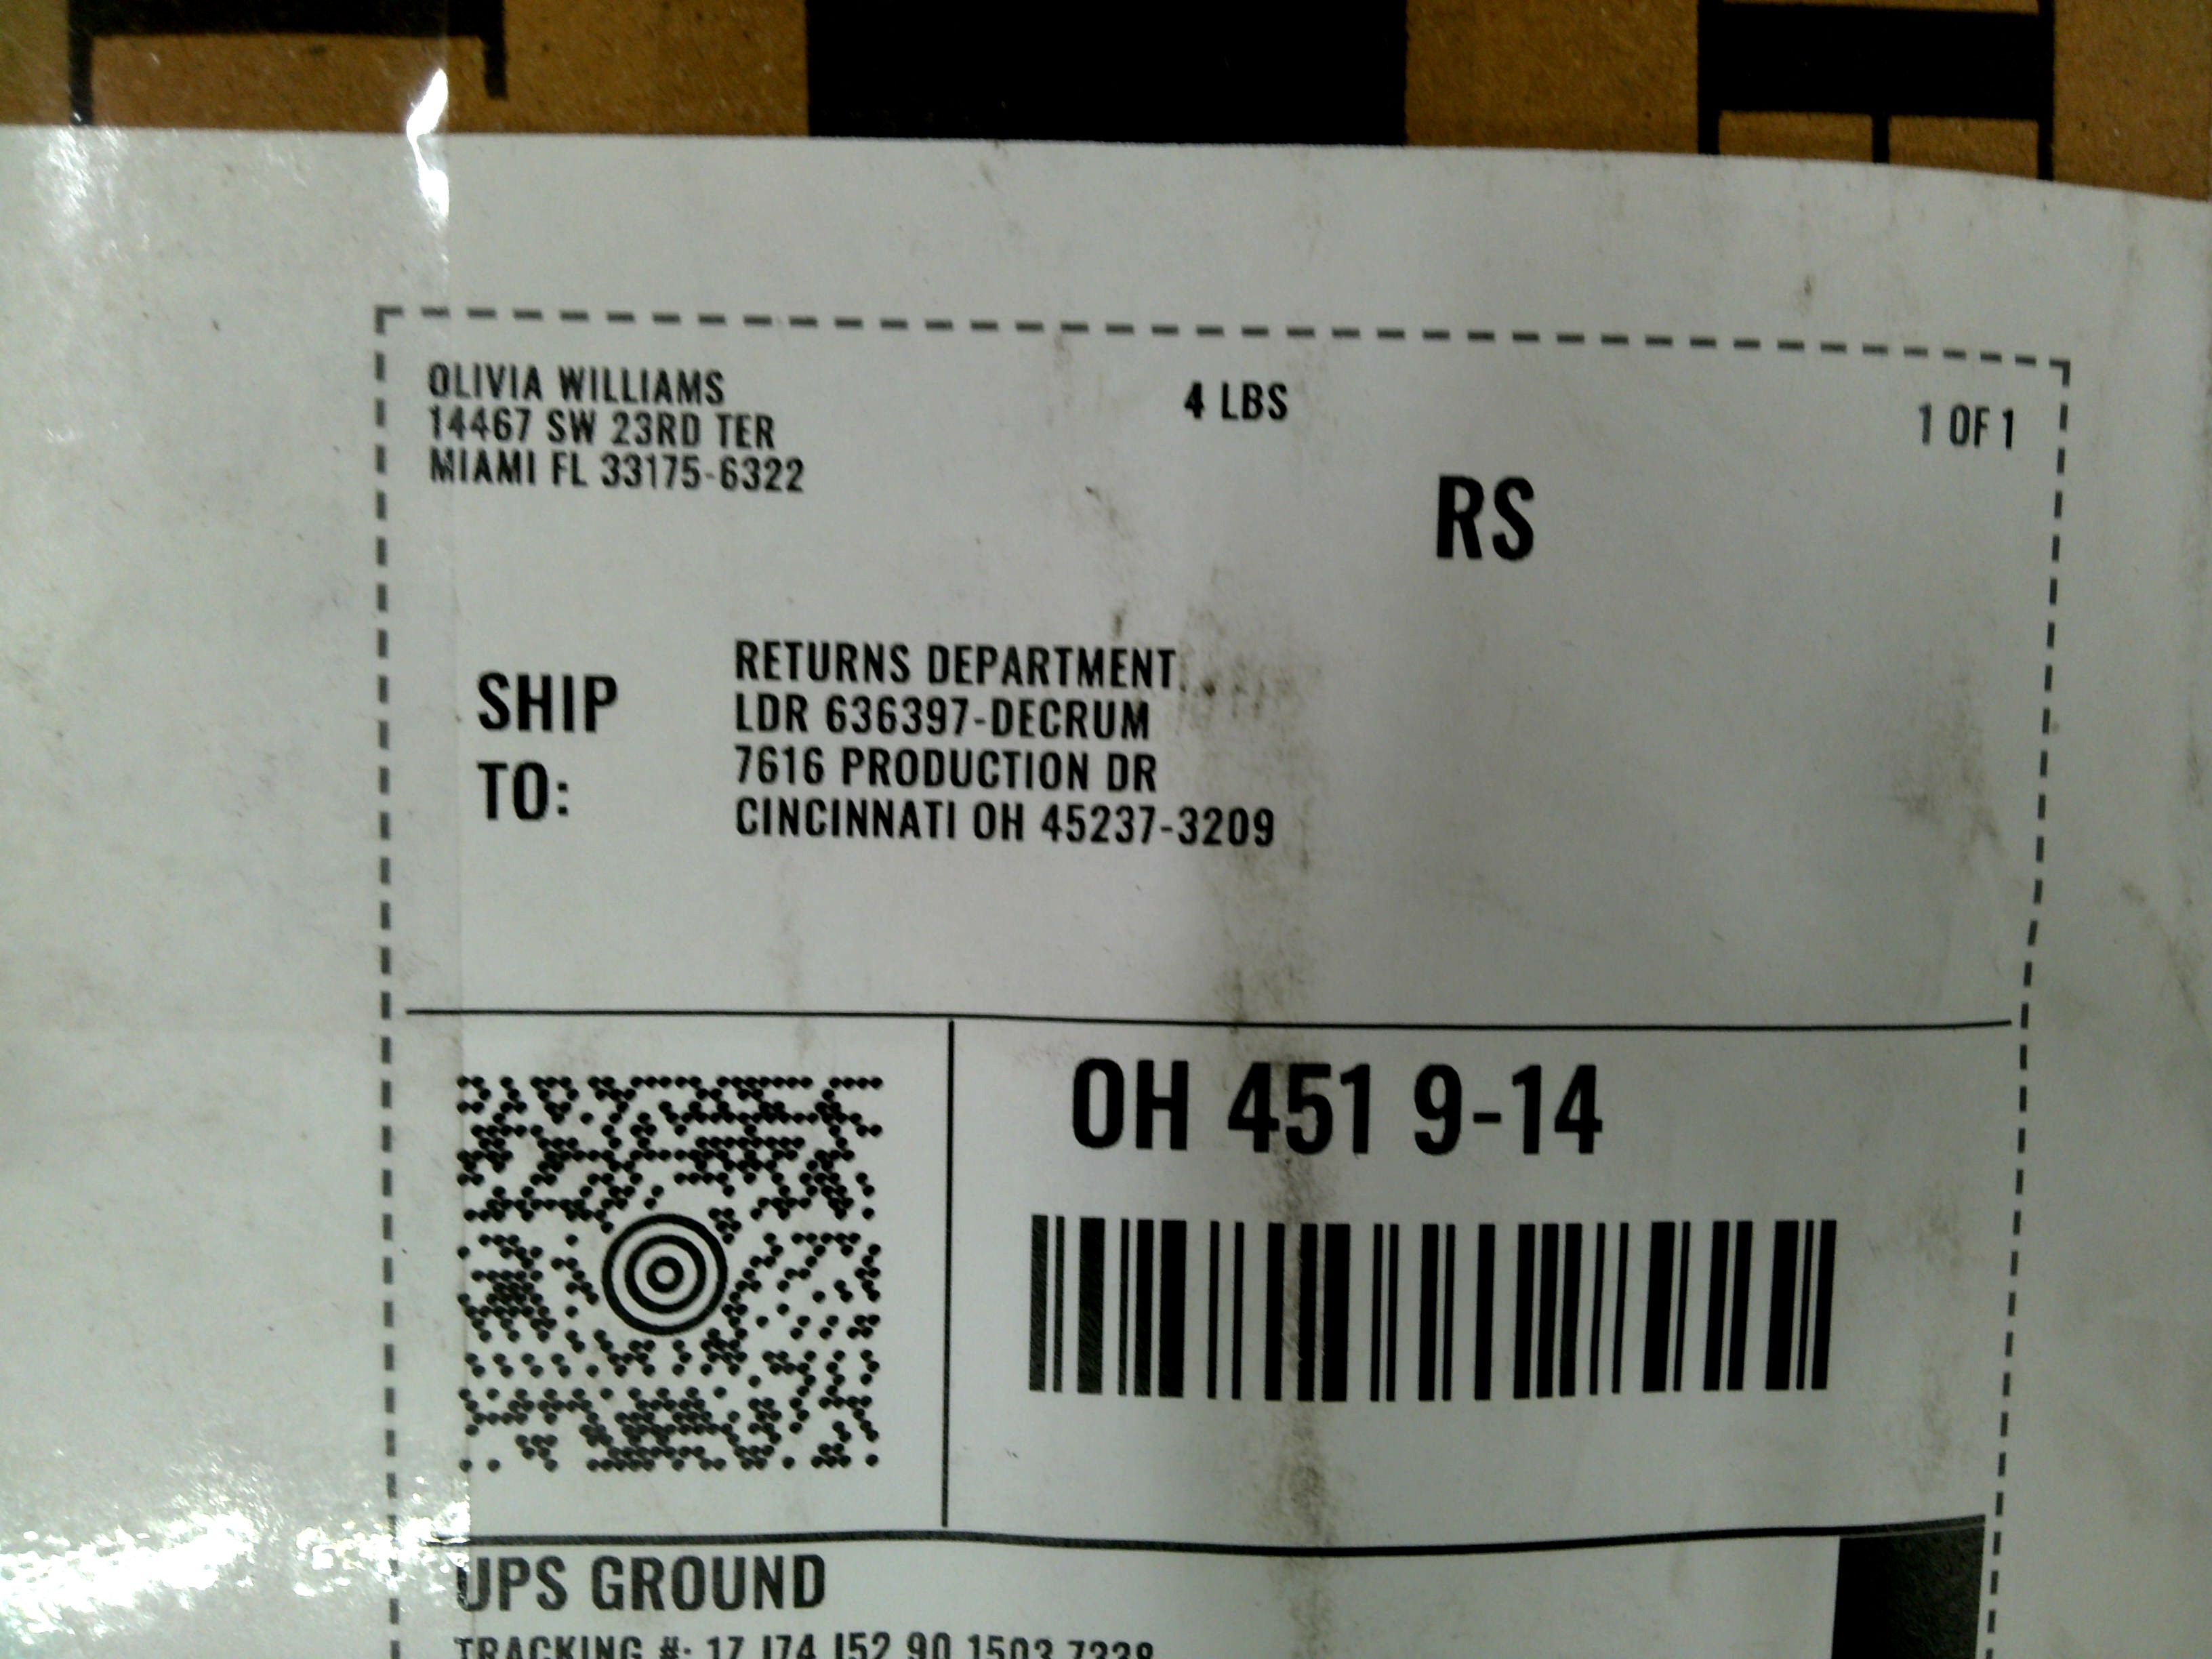 OLIVIA WILLIAMS
14467 SW 23RD TER
MIAMI FL 33175-6322
4 LBS
1 OF 1
RS
SHIP TO:
RETURNS DEPARTMENT
LDR 636397-DECRUM
7616 PRODUCTION DR
CINCINNATI OH 45237-3209
OH 451 9-14
UPS GROUND
TRACKING #: